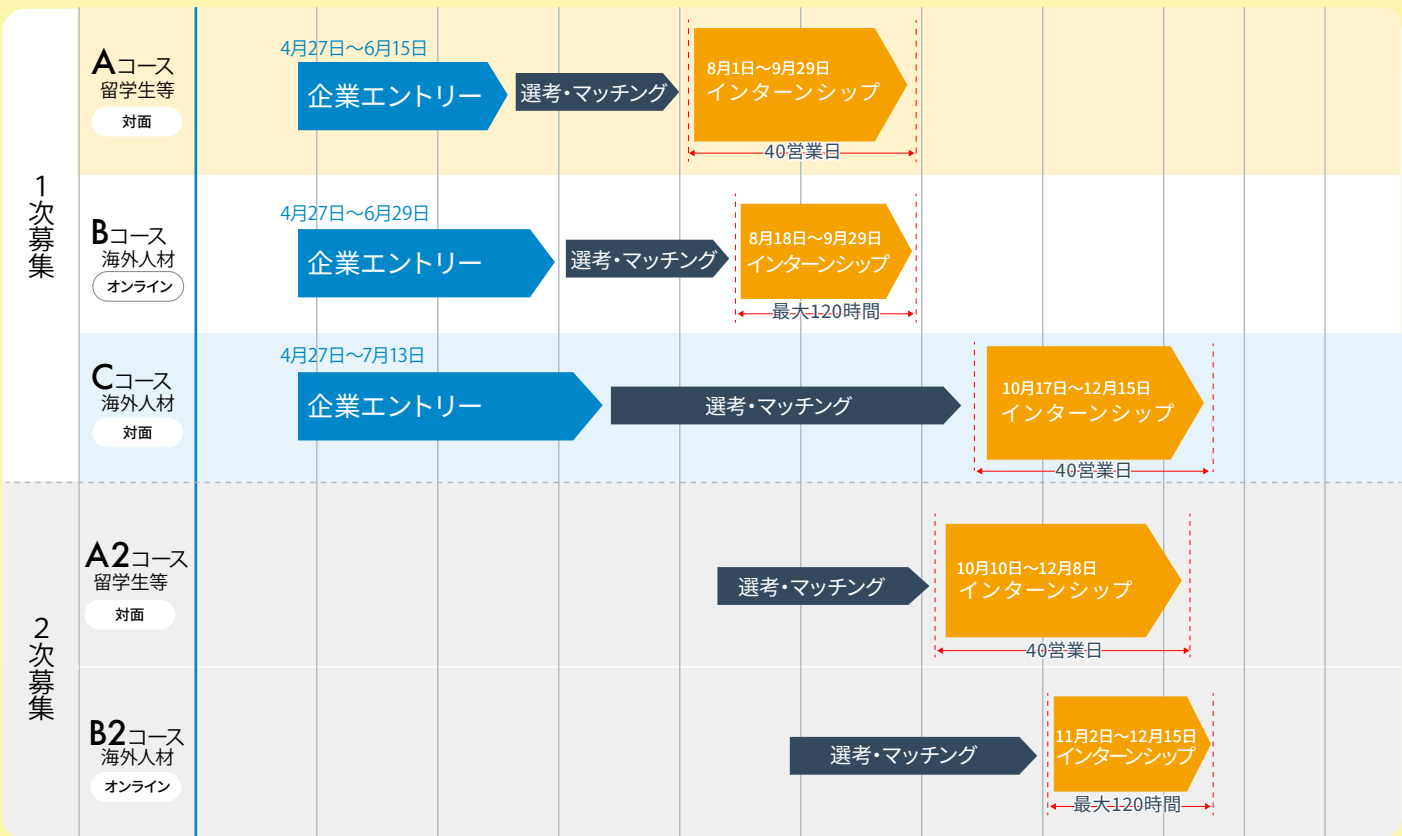 1次募集
Aコース
留学生等
対面
4月27日～6月15日
企業エントリー
選考・マッチング
8月1日～9月29日
インターンシップ
40営業日
Bコース
海外人材
オンライン
4月27日～6月29日
企業エントリー
選考・マッチング
8月18日～9月29日
インターンシップ
最大120時間
Cコース
海外人材
対面
4月27日～7月13日
企業エントリー
選考・マッチング
10月17日～12月15日
インターンシップ
40営業日
2次募集
A2コース
留学生等
対面
選考・マッチング
10月10日～12月8日
インターンシップ
40営業日
B2コース
海外人材
オンライン
選考・マッチング
11月2日～12月15日
インターンシップ
最大120時間